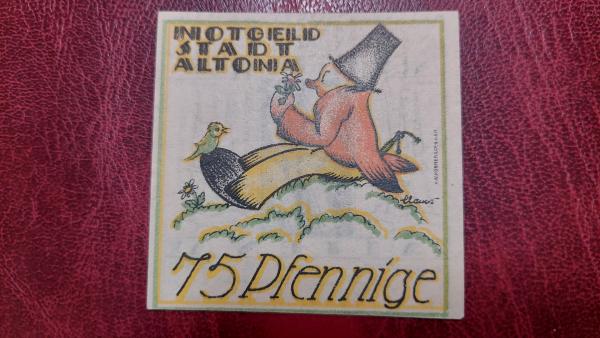 NOTGELD
STADT
ALTONA
75 Pfennige